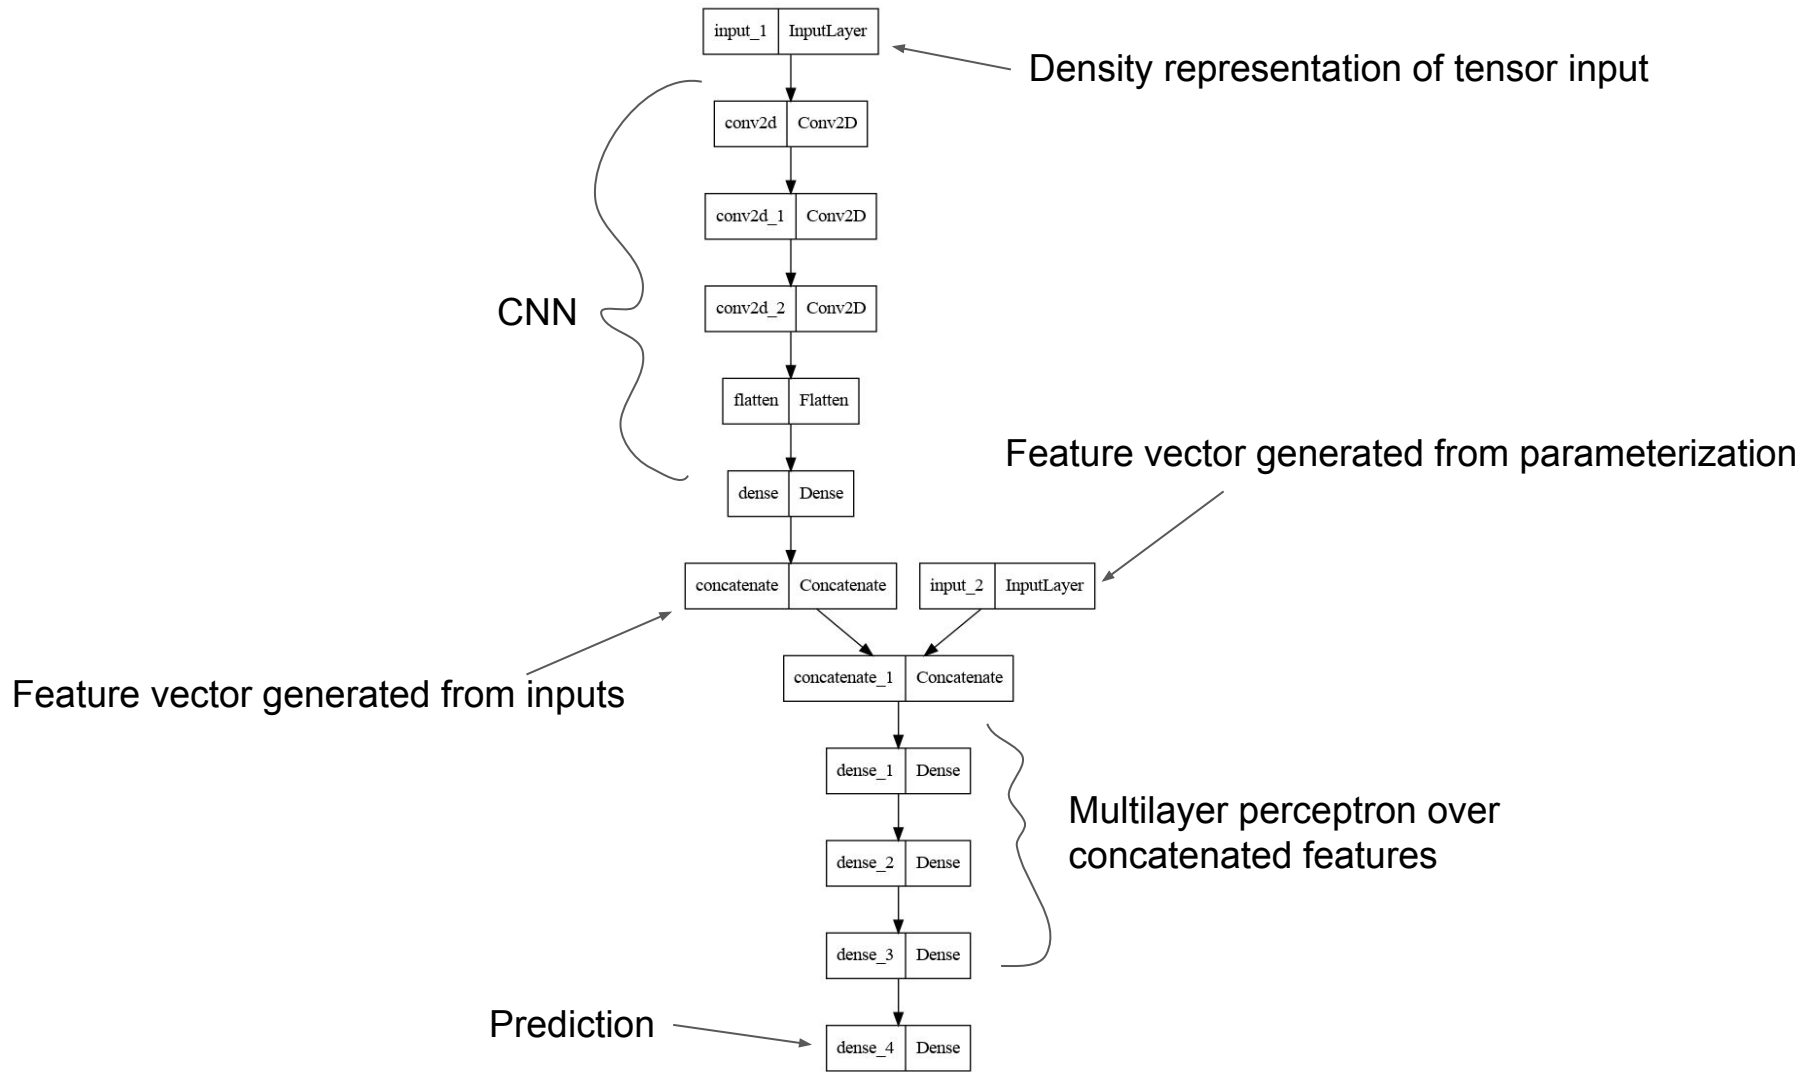 input_1 InputLayer
Density representation of tensor input
conv2d Conv2D
conv2d_1 Conv2D
CNN
conv2d_2 Conv2D
flatten Flatten
Feature vector generated from parameterization
dense Dense
concatenate Concatenate
input_2 InputLayer
Feature vector generated from inputs
concatenate_1 Concatenate
dense_1 Dense
Multilayer perceptron over
concatenated features
dense_2 Dense
dense_3 Dense
Prediction
dense_4 Dense